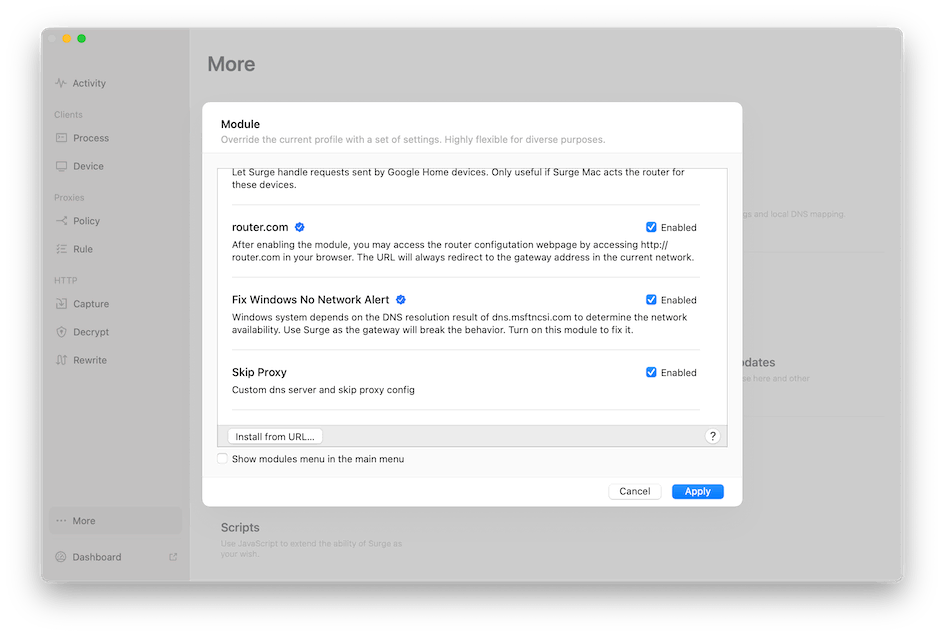 More
Activity
Clients
Process
Device
Proxies
Policy
Rule
HTTP
Capture
Decrypt
Rewrite
More
Dashboard
Module
Override the current profile with a set of settings. Highly flexible for diverse purposes.
Let Surge handle requests sent by Google Home devices. Only useful if Surge Mac acts the router for
these devices.
router.com
Enabled
After enabling the module, you may access the router configutation webpage by accessing http://
router.com in your browser. The URL will always redirect to the gateway address in the current network.
Fix Windows No Network Alert
Enabled
Windows system depends on the DNS resolution result of dns.msftncsi.com to determine the network
availability. Use Surge as the gateway will break the behavior. Turn on this module to fix it.
Skip Proxy
Enabled
Custom dns server and skip proxy config
Install from URL...
?
Show modules menu in the main menu
Cancel
Apply
gs and local DNS mapping
dates
here and other
Scripts
Use JavaScript to extend the ability of Surge as
your wish.